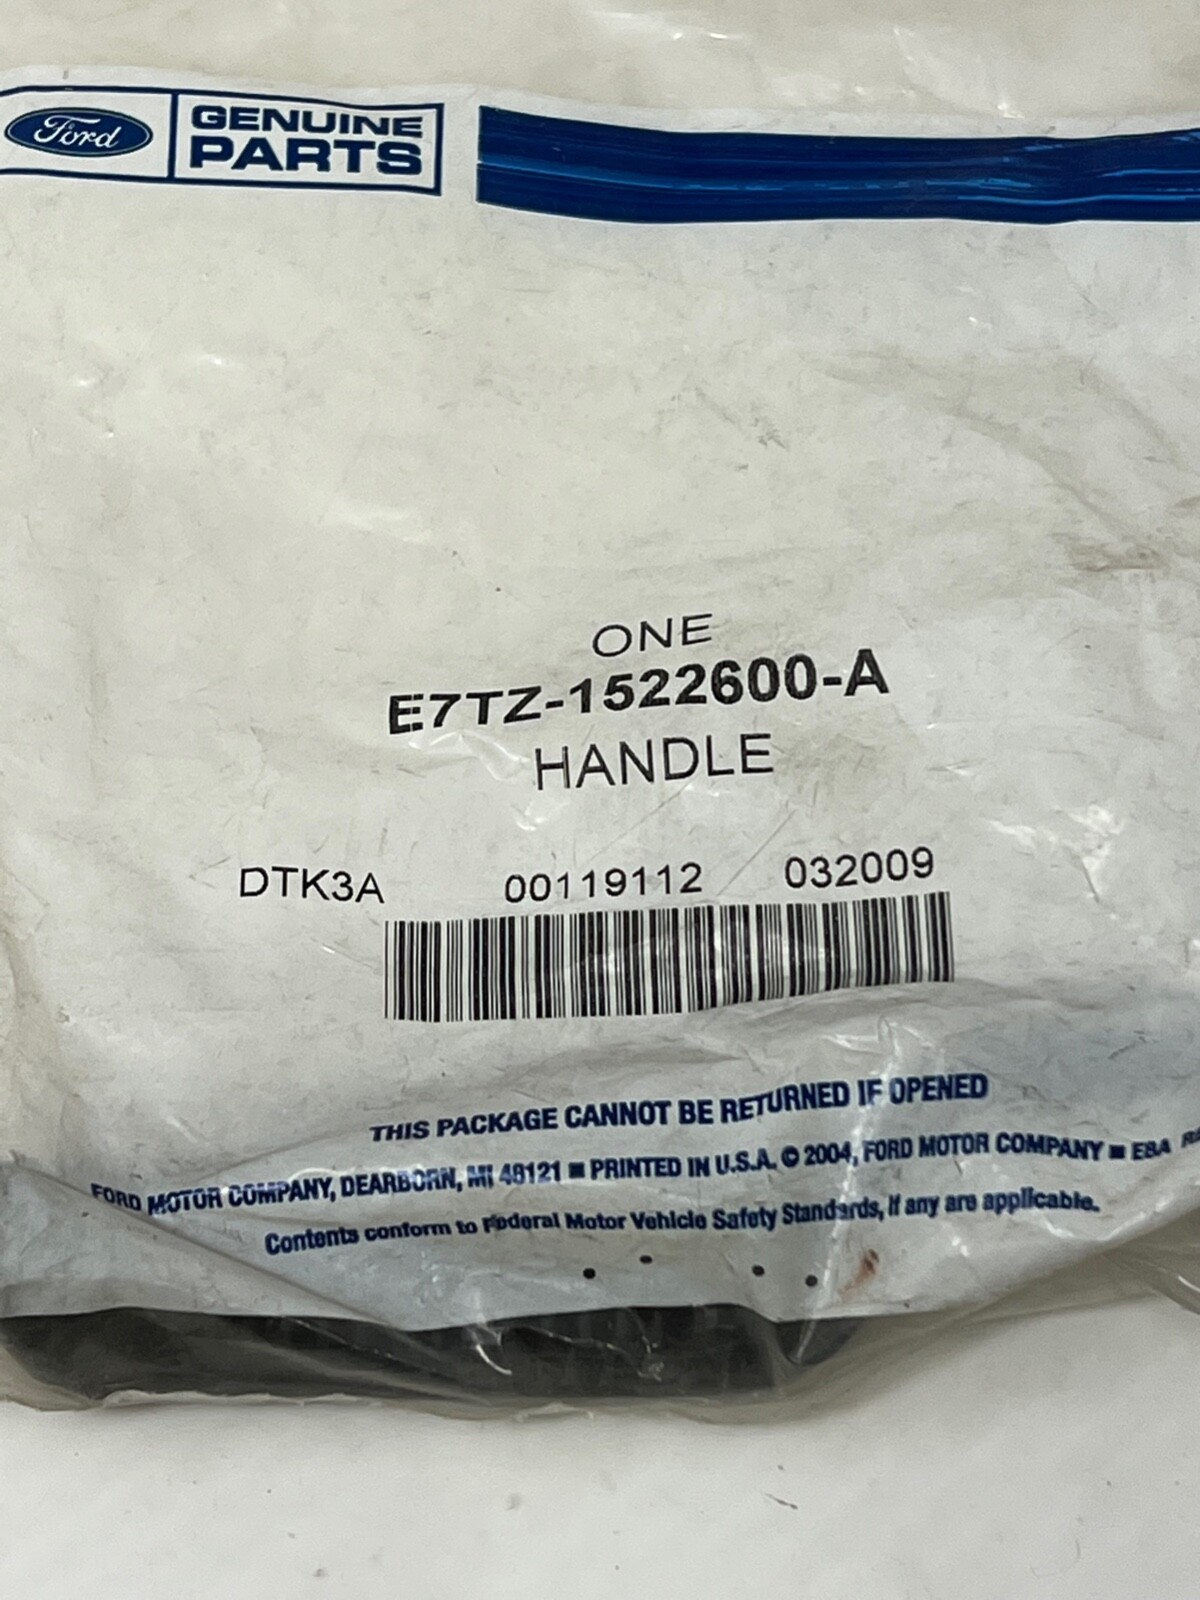 Ford
GENUINE
PARTS
ONE
E7TZ-1522600-A
HANDLE
DTK3A 00119112 032009
THIS PACKAGE CANNOT BE RETURNED IF OPENED
FORD MOTOR COMPANY, DEARBORN, MI 48121 ■ PRINTED IN U.S.A. © 2004, FORD MOTOR COMPANY ■ E8A
Contents conform to Federal Motor Vehicle Safety Standards, if any are applicable.